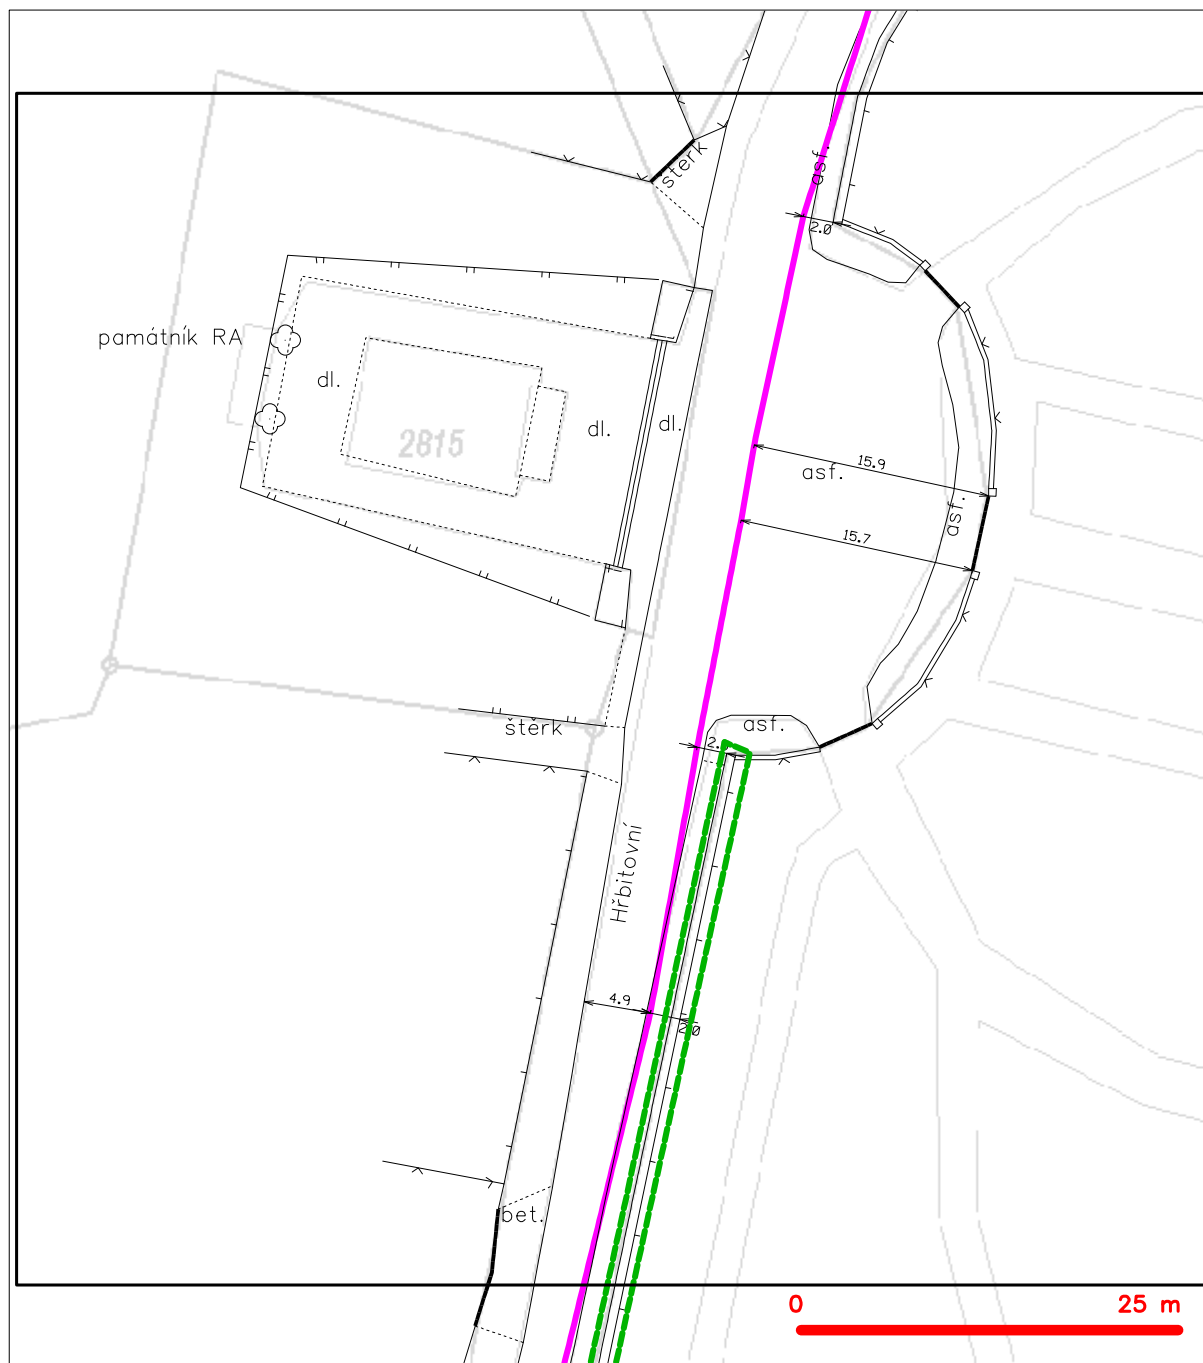 asf.
štěrk
2.0
památník RA
dl.
dl.
dl.
2815
15.9
asf.
asf.
15.7
štěrk
asf.
2.
Hřbitovní
4.9
2.0
bet.
0 25 m